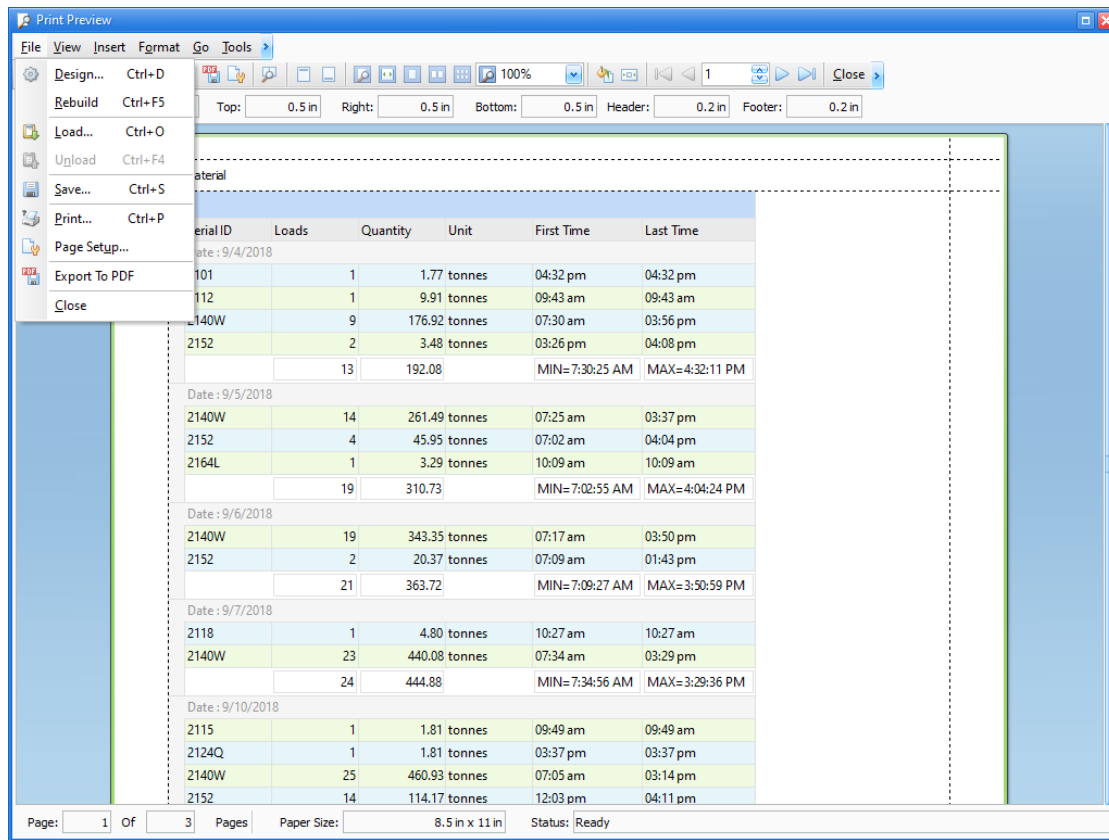 Print Preview
File View Insert Format Go Tools
Design... Ctrl+D
Rebuild Ctrl+F5
Load... Ctrl+O
Unload Ctrl+F4
Save... Ctrl+S
Print... Ctrl+P
Page Setup...
Export To PDF
Close
PDF 100% 1 Close
Top: 0.5 in Right: 0.5 in Bottom: 0.5 in Header: 0.2 in Footer: 0.2 in
aterial
erial ID Loads Quantity Unit First Time Last Time
ate : 9/4/2018
101 1 1.77 tonnes 04:32 pm 04:32 pm
112 1 9.91 tonnes 09:43 am 09:43 am
2140W 9 176.92 tonnes 07:30 am 03:56 pm
2152 2 3.48 tonnes 03:26 pm 04:08 pm
13 192.08 MIN=7:30:25 AM MAX=4:32:11 PM
Date : 9/5/2018
2140W 14 261.49 tonnes 07:25 am 03:37 pm
2152 4 45.95 tonnes 07:02 am 04:04 pm
2164L 1 3.29 tonnes 10:09 am 10:09 am
19 310.73 MIN=7:02:55 AM MAX=4:04:24 PM
Date : 9/6/2018
2140W 19 343.35 tonnes 07:17 am 03:50 pm
2152 2 20.37 tonnes 07:09 am 01:43 pm
21 363.72 MIN=7:09:27 AM MAX=3:50:59 PM
Date : 9/7/2018
2118 1 4.80 tonnes 10:27 am 10:27 am
2140W 23 440.08 tonnes 07:34 am 03:29 pm
24 444.88 MIN=7:34:56 AM MAX=3:29:36 PM
Date : 9/10/2018
2115 1 1.81 tonnes 09:49 am 09:49 am
2124Q 1 1.81 tonnes 03:37 pm 03:37 pm
2140W 25 460.93 tonnes 07:05 am 03:14 pm
2152 14 114.17 tonnes 12:03 pm 04:11 pm
Page: 1 Of 3 Pages Paper Size: 8.5 in x 11 in Status: Ready